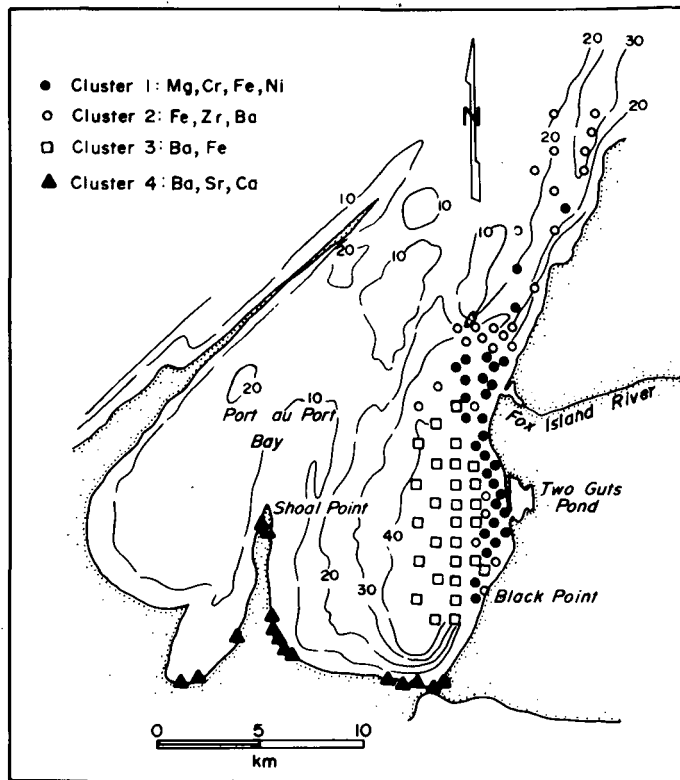 Cluster 1: Mg, Cr, Fe, Ni
Cluster 2: Fe, Zr, Ba
Cluster 3: Ba, Fe
Cluster 4: Ba, Sr, Ca
N
20
30
20
20
10
10
20
10
10
20
10
Port au Port
Bay
Fox Island River
Shoal Point
Two Guts
Pond
40
30
20
Black Point
0 5 10
km